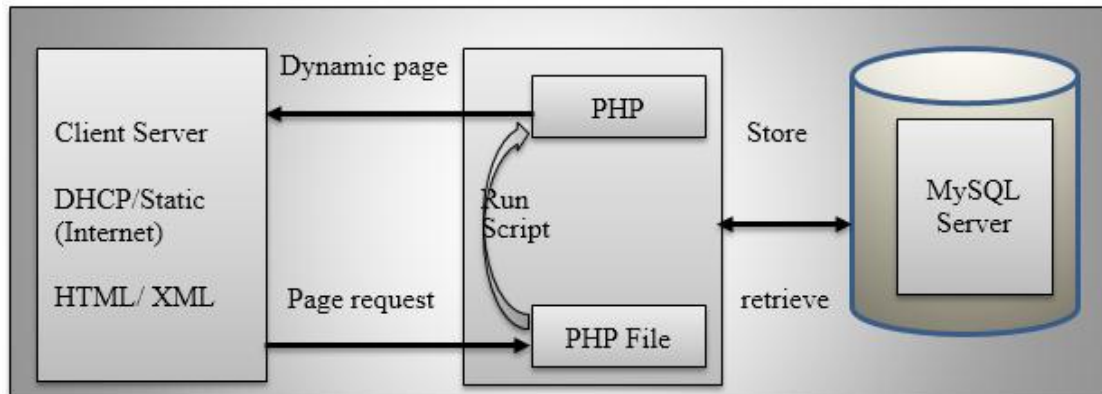 Client Server
DHCP/Static
(Internet)
HTML/ XML
Dynamic page
Page request
PHP
Run
Script
PHP File
Store
retrieve
MySQL
Server